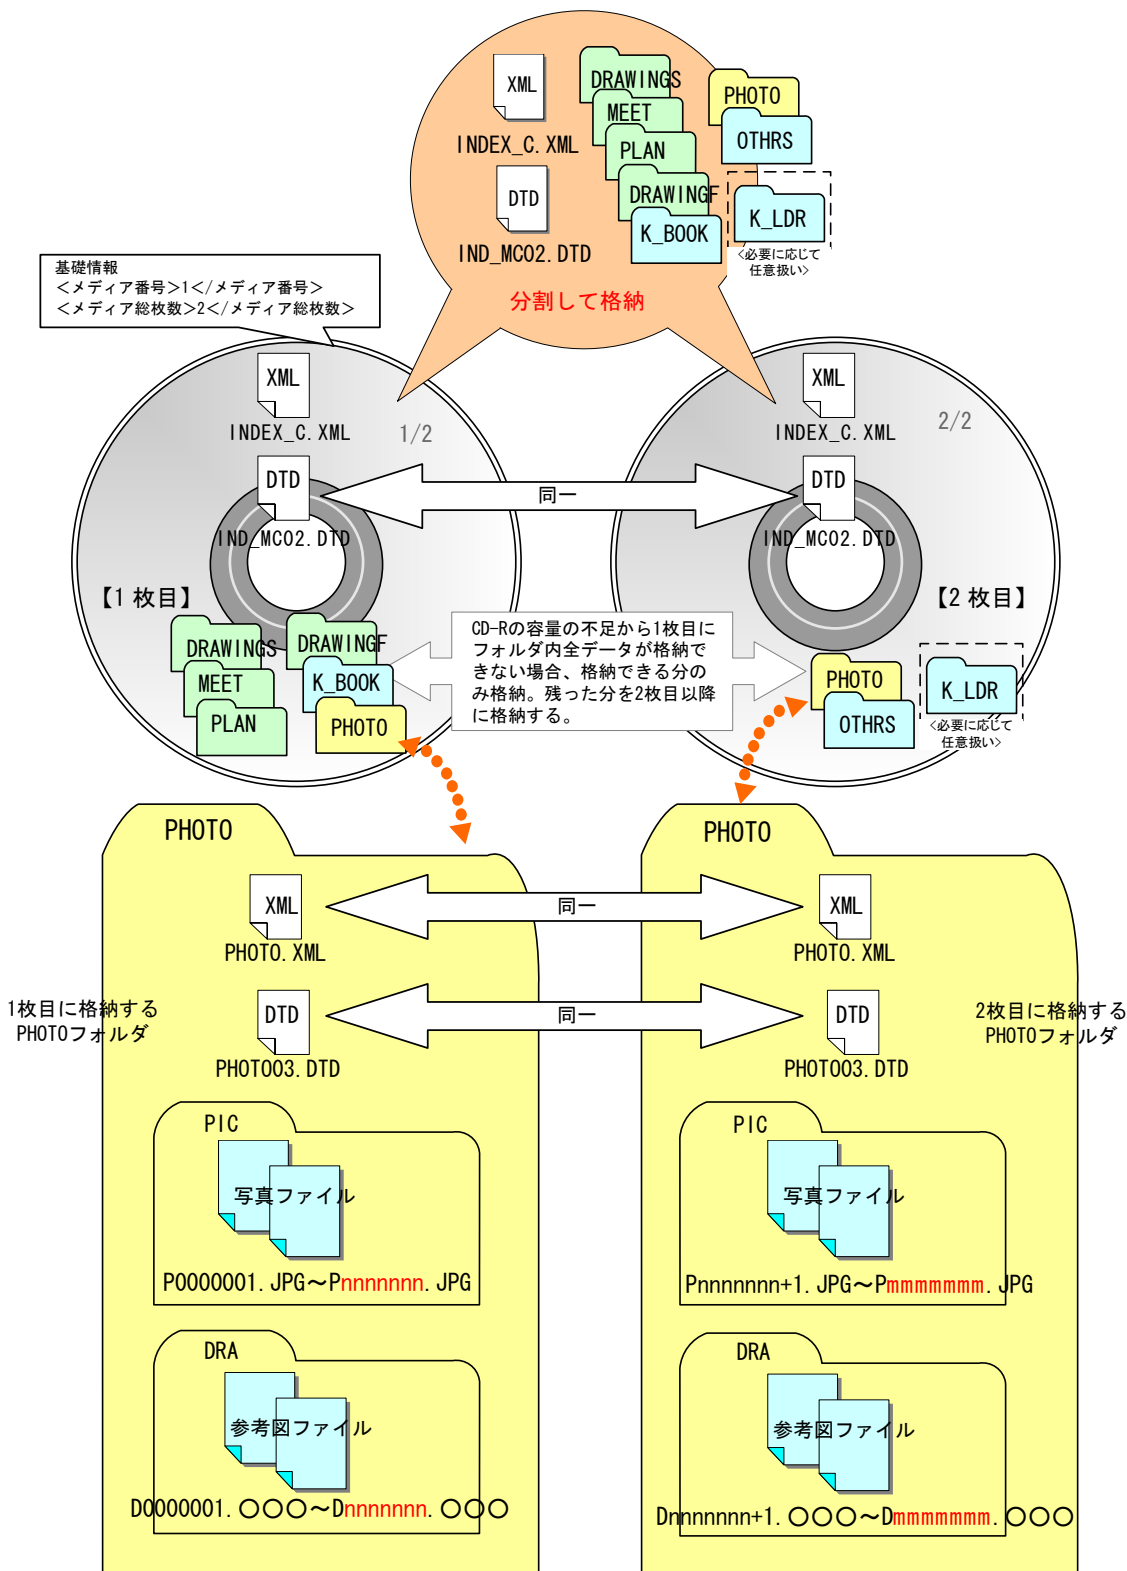 XML
INDEX_C.XML
DTD
IND_MC02.DTD
DRAWINGS
MEET
PLAN
DRAWINGF
K_BOOK
PHOTO
OTHRS
K_LDR
<必要に応じて
任意扱い>
分割して格納
基礎情報
<メディア番号>1</メディア番号>
<メディア総枚数>2</メディア総枚数>
XML
INDEX_C.XML
1/2
DTD
IND_MC02.DTD
【1枚目】
DRAWINGS
MEET
PLAN
DRAWINGF
K_BOOK
PHOTO
同一
CD-Rの容量の不足から1枚目に
フォルダ内全データが格納で
きない場合、格納できる分の
み格納。残った分を2枚目以降
に格納する。
XML
INDEX_C.XML
2/2
DTD
IND_MC02.DTD
【2枚目】
PHOTO
OTHRS
K_LDR
<必要に応じて
任意扱い>
PHOTO
XML
PHOTO.XML
1枚目に格納する
PHOTOフォルダ
DTD
PHOTO03.DTD
PIC
写真ファイル
P0000001.JPG～Pnnnnnnn.JPG
DRA
参考図ファイル
D0000001.○○○～Dnnnnnnn.○○○
同一
同一
PHOTO
XML
PHOTO.XML
2枚目に格納する
PHOTOフォルダ
DTD
PHOTO03.DTD
PIC
写真ファイル
Pnnnnnnn+1.JPG～Pmmmmmmm.JPG
DRA
参考図ファイル
Dnnnnnnn+1.○○○～Dmmmmmmm.○○○